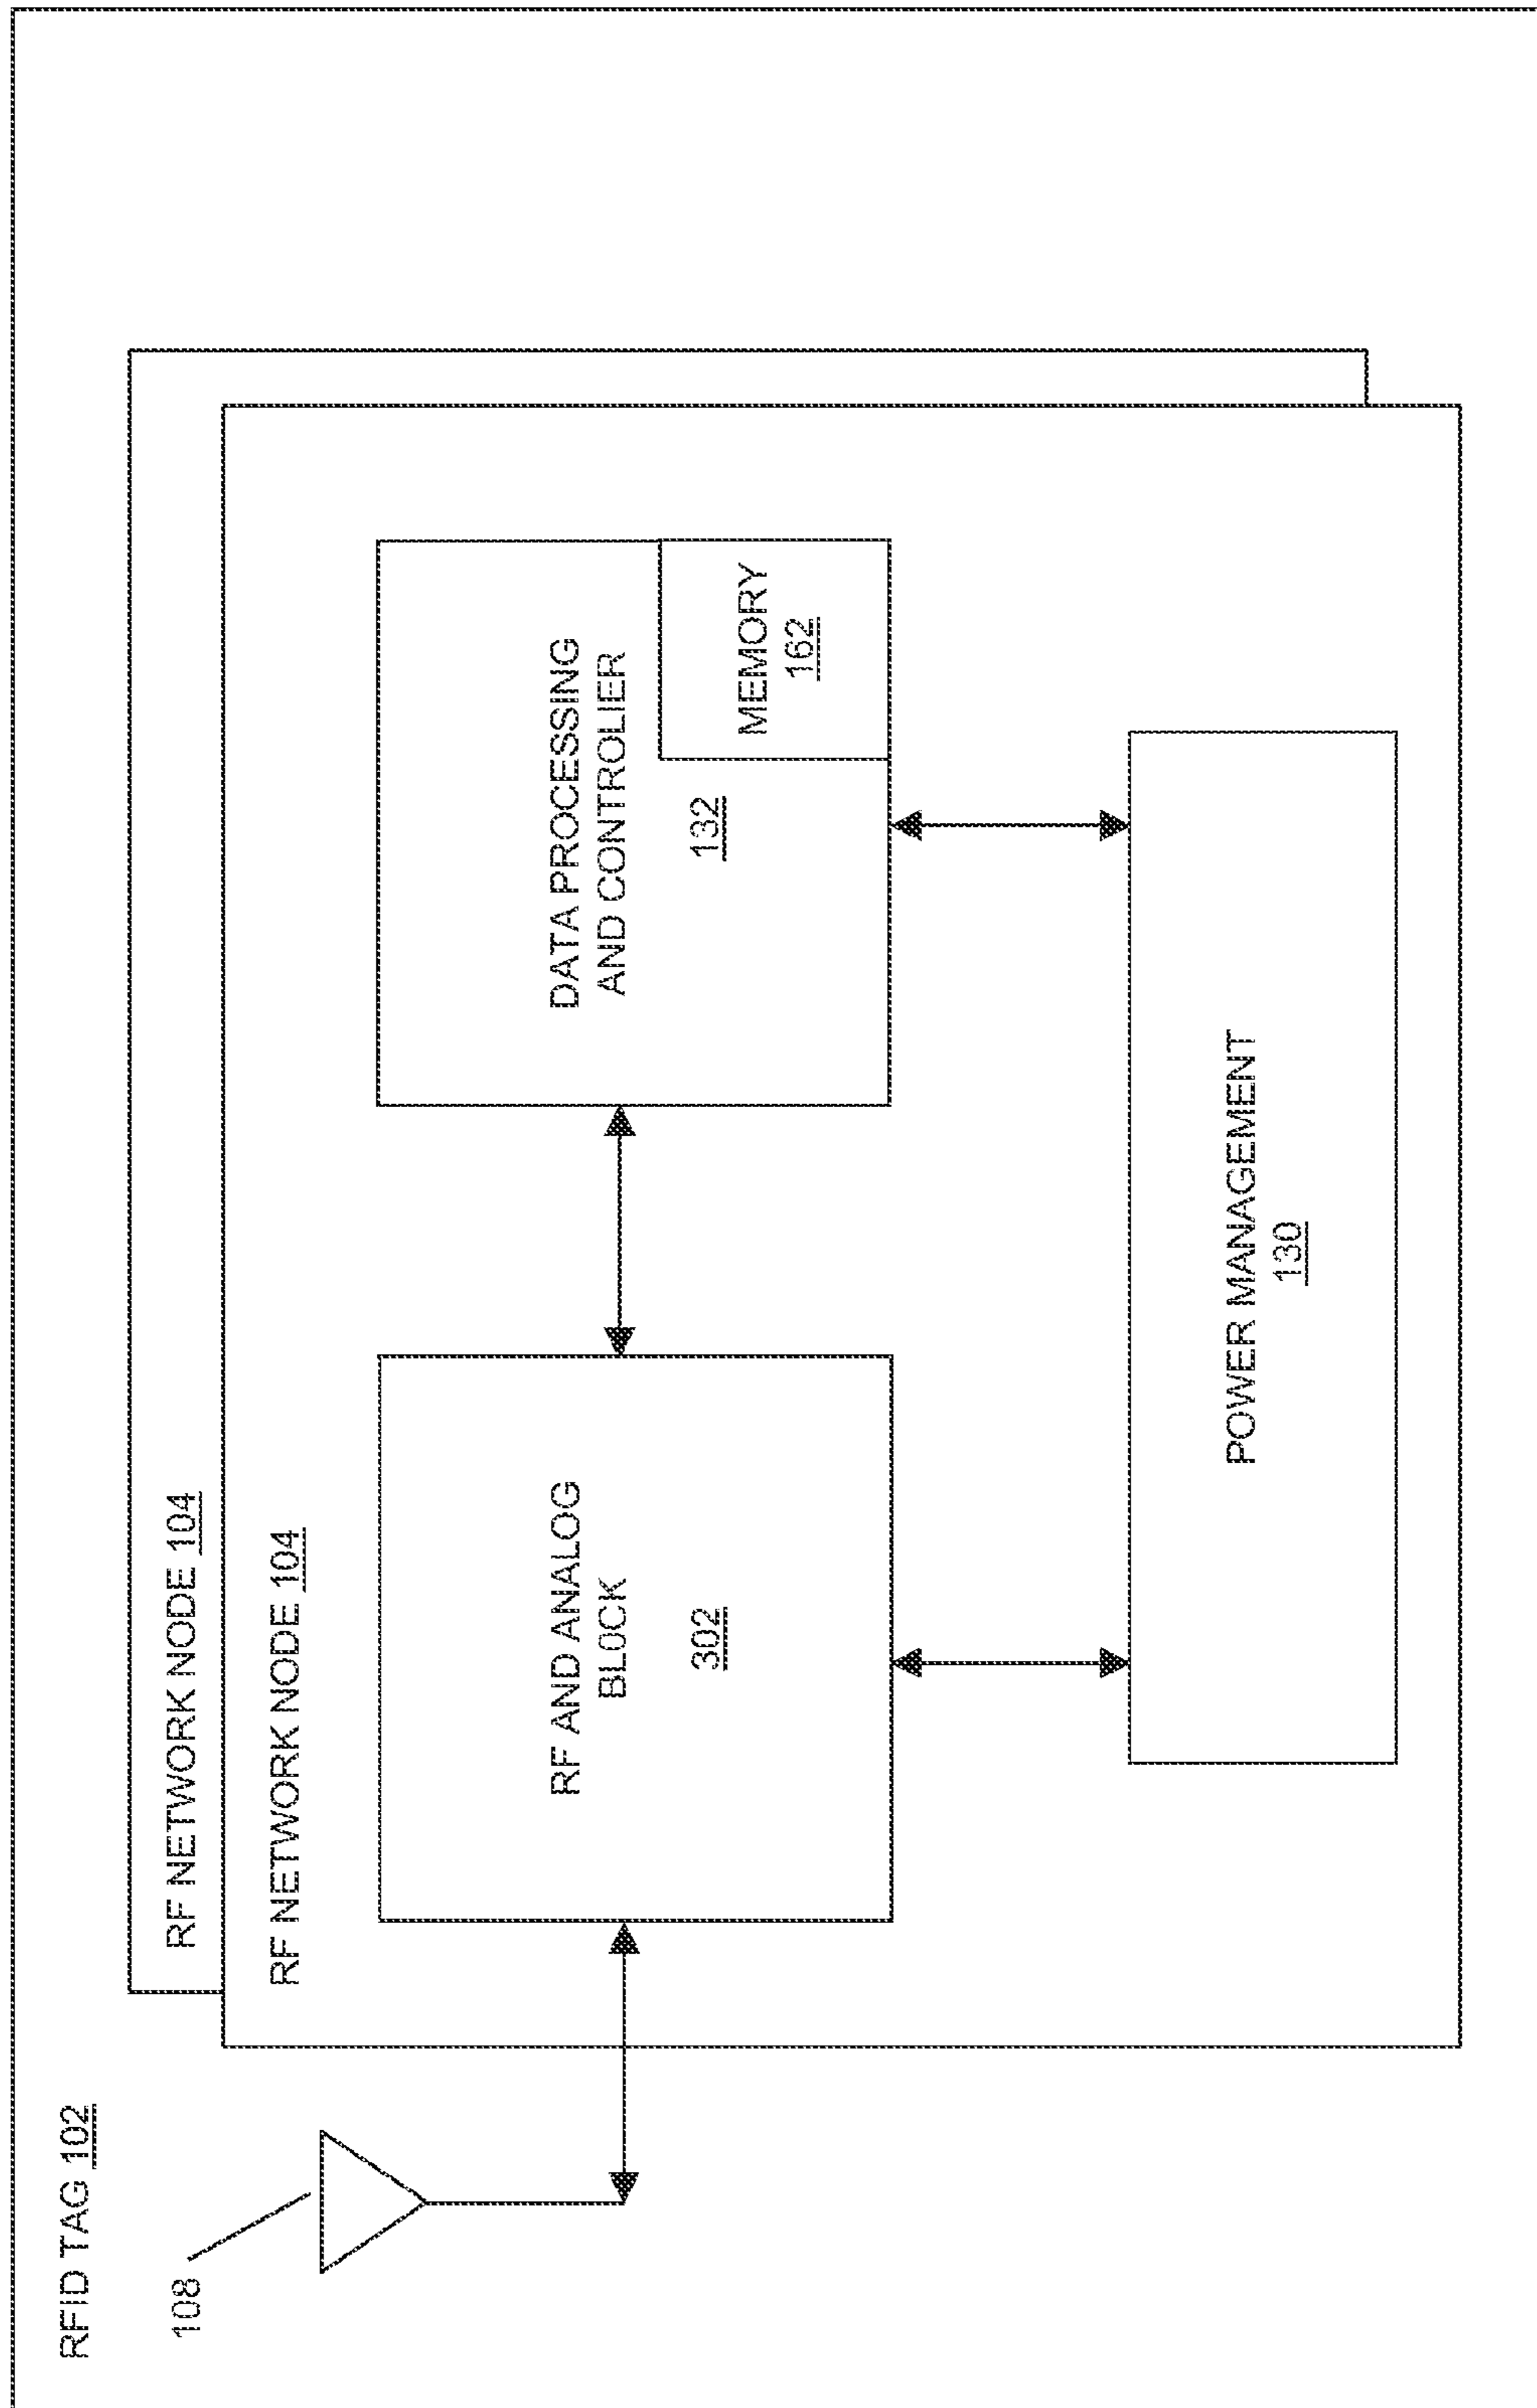 RFID TAG 102
108
RF NETWORK NODE 104
RF NETWORK NODE 104
RF AND ANALOG
BLOCK
302
DATA PROCESSING
AND CONTROLIER
132
MEMORY
162
POWER MANAGEMENT
130